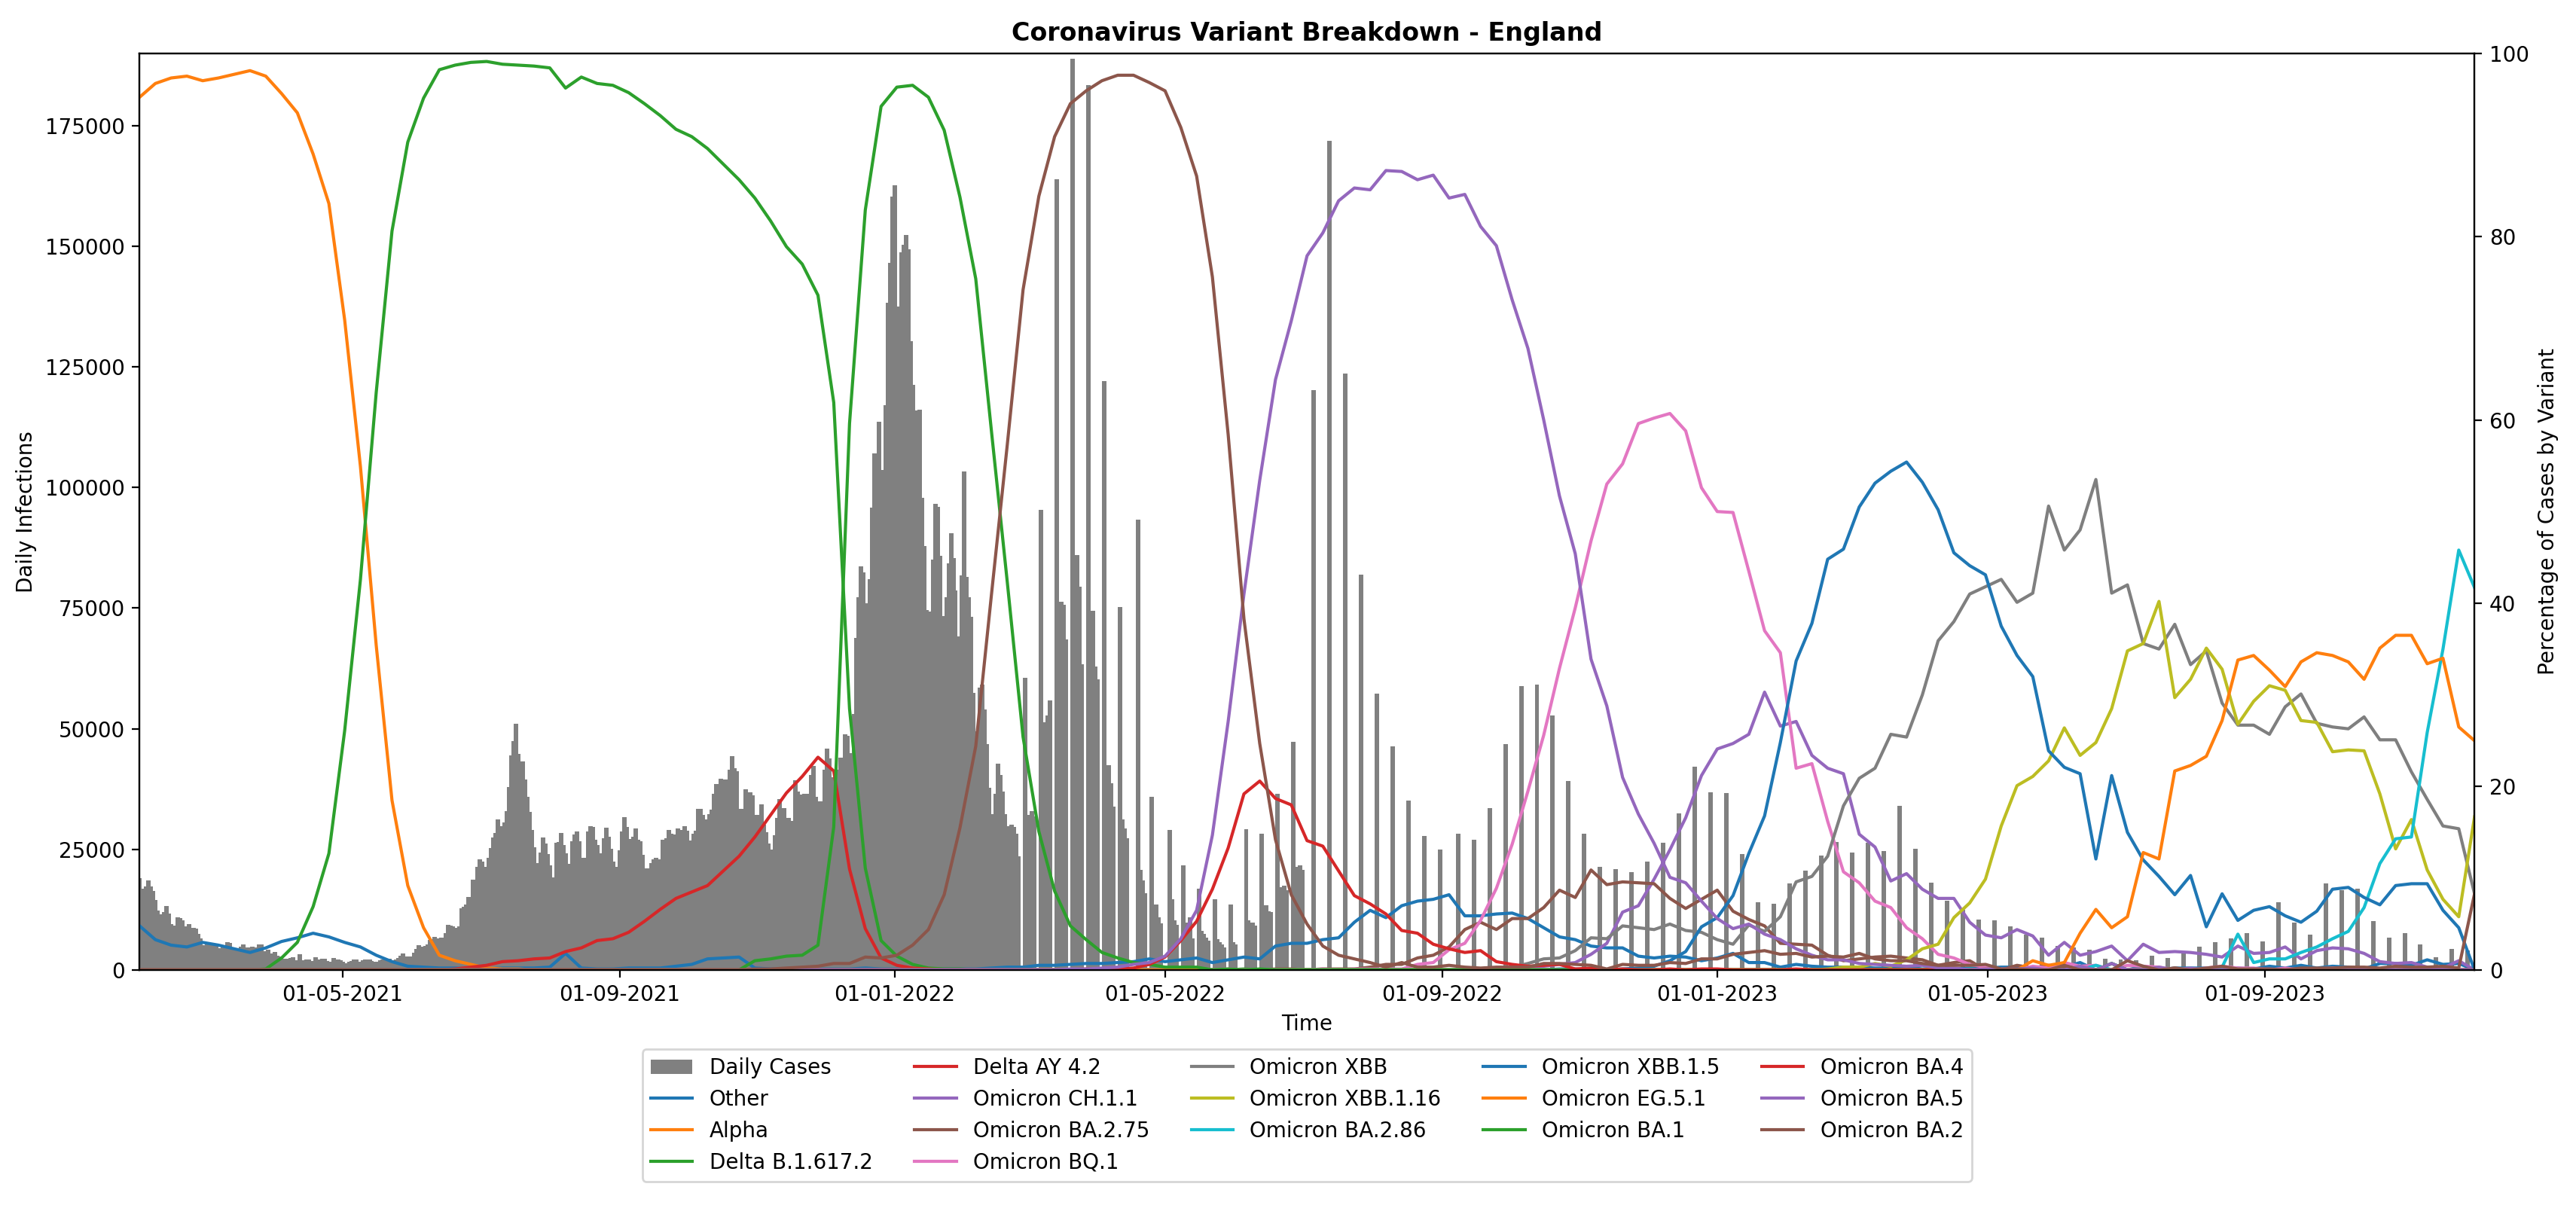 Coronavirus Variant Breakdown - England
175000
150000
125000
100000
75000
50000
25000
0
Daily Infections
100
80
60
40
20
0
Percentage of Cases by Variant
01-05-2021
01-09-2021
01-01-2022
01-05-2022
01-09-2022
01-01-2023
01-05-2023
01-09-2023
Time
Daily Cases
Other
Alpha
Delta B.1.617.2
Delta AY 4.2
Omicron CH.1.1
Omicron BA.2.75
Omicron BQ.1
Omicron XBB
Omicron XBB.1.16
Omicron BA.2.86
Omicron XBB.1.5
Omicron EG.5.1
Omicron BA.1
Omicron BA.4
Omicron BA.5
Omicron BA.2